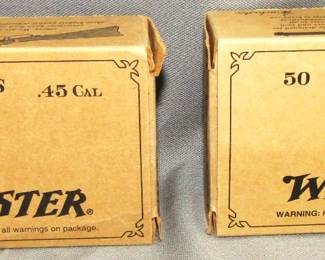 S .45 CAL
STER®
all warnings on package.
50
W
WARNING: